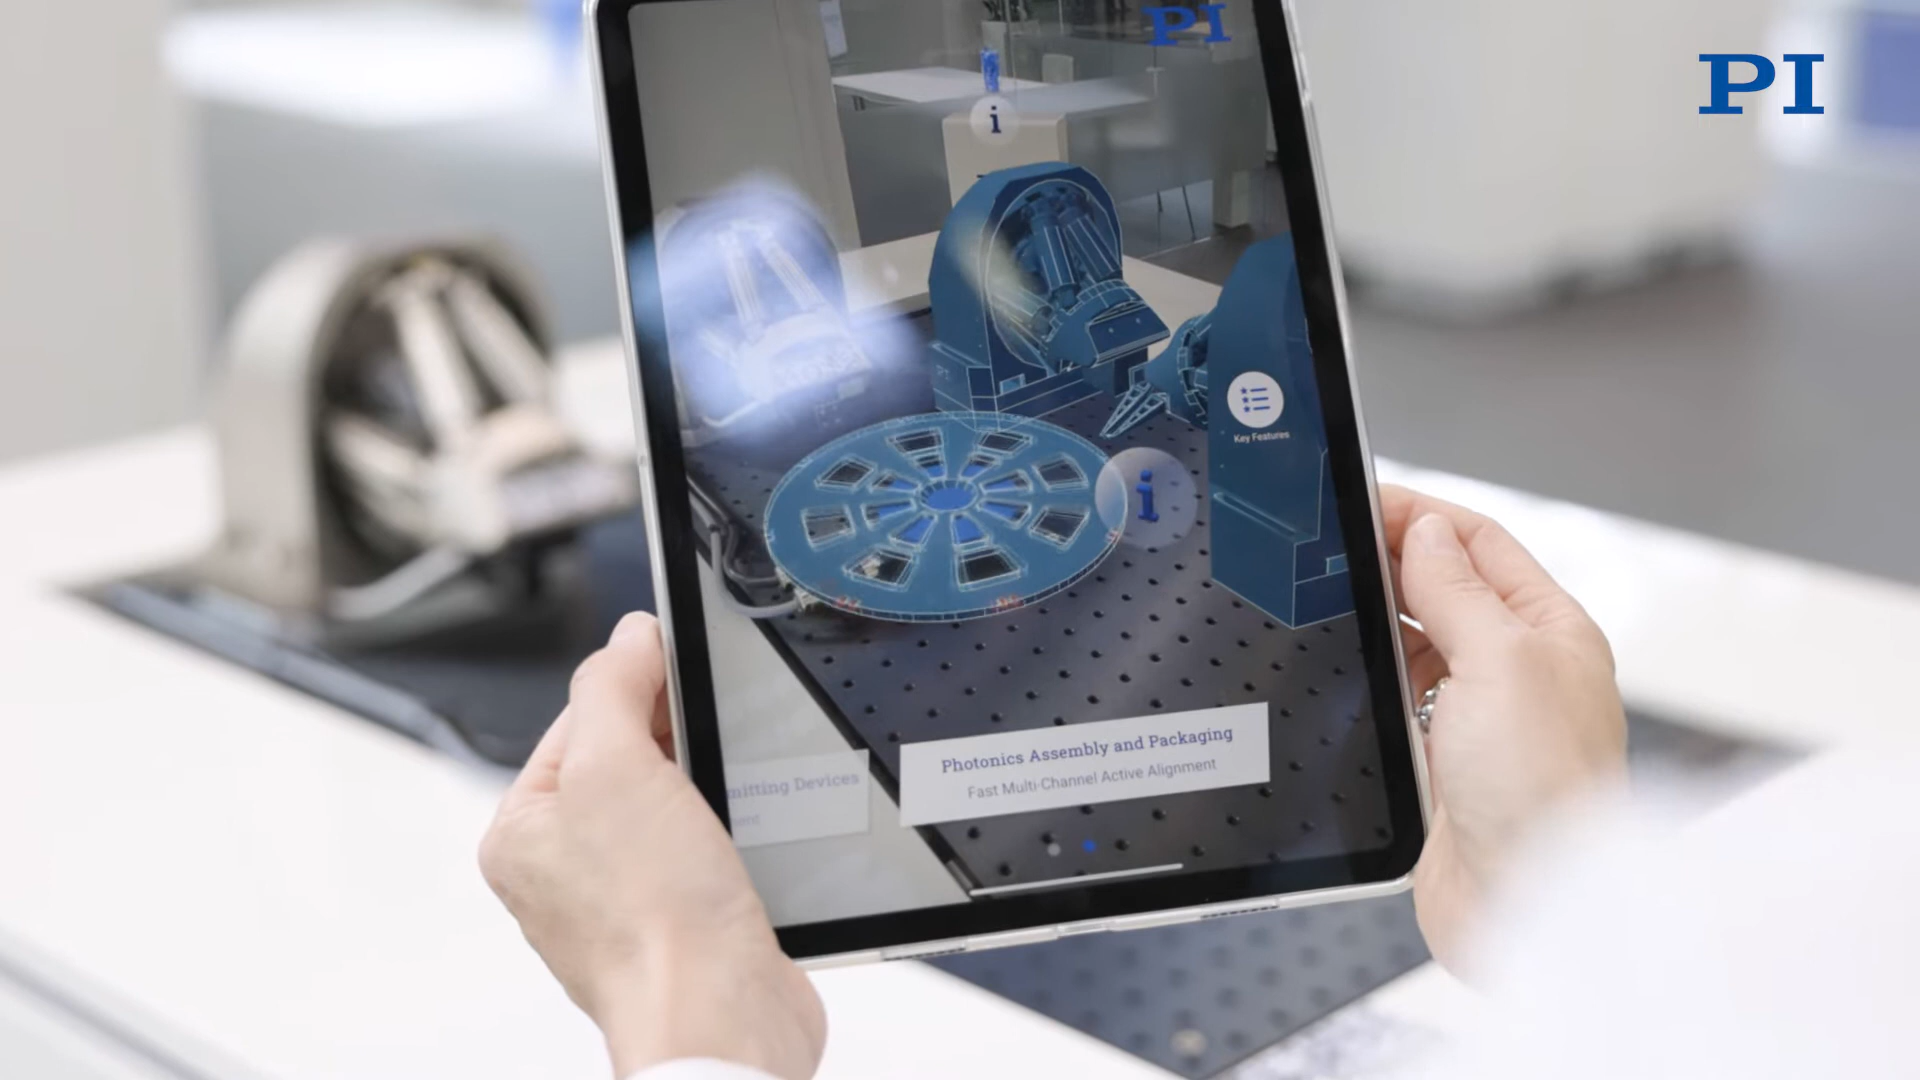 PI
PI
i
i
Key Features
Photonics Assembly and Packaging
Fast Multi-Channel Active Alignment
mitting Devices